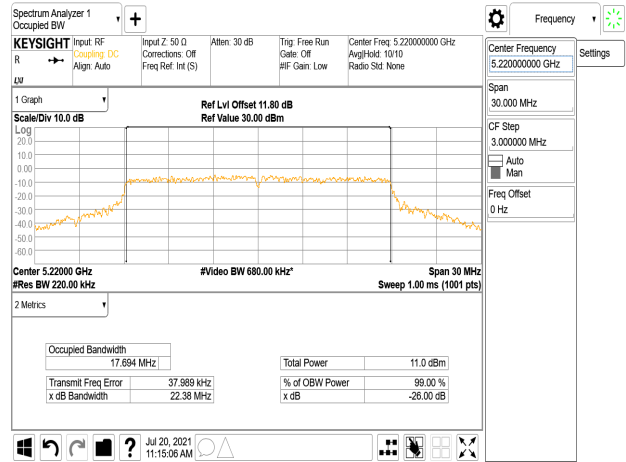 Spectrum Analyzer 1
Occupied BW
KEYSIGHT
R
Input: RF
Coupling: DC
Align: Auto
Input Z: 50 Ω
Corrections: Off
Freq Ref: Int (S)
Atten: 30 dB
Trig: Free Run
Gate: Off
#IF Gain: Low
Center Freq: 5.220000000 GHz
Avg|Hold: 10/10
Radio Std: None
Frequency
Settings
Center Frequency
5.220000000 GHz
Span
30.000 MHz
CF Step
3.000000 MHz
Auto
Man
Freq Offset
0 Hz
1 Graph
Scale/Div 10.0 dB
Ref Lvl Offset 11.80 dB
Ref Value 30.00 dBm
Log
20.0
10.0
0.00
-10.0
-20.0
-30.0
-40.0
-50.0
-60.0
Center 5.22000 GHz
#Res BW 220.00 kHz
#Video BW 680.00 kHz*
Span 30 MHz
Sweep 1.00 ms (1001 pts)
2 Metrics
Occupied Bandwidth
17.694 MHz
Total Power 11.0 dBm
Transmit Freq Error 37.989 kHz
% of OBW Power 99.00 %
x dB Bandwidth 22.38 MHz
x dB -26.00 dB
?
Jul 20, 2021
11:15:06 AM